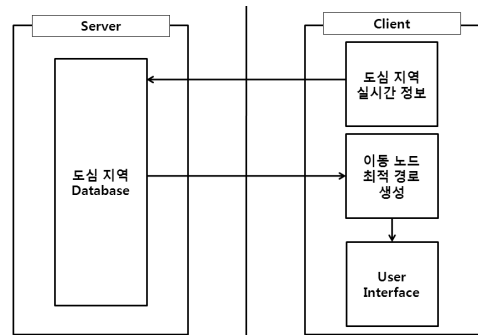 Server
Client
도심 지역
실시간 정보
도심 지역
Database
이동 노드
최적 경로
생성
User
Interface